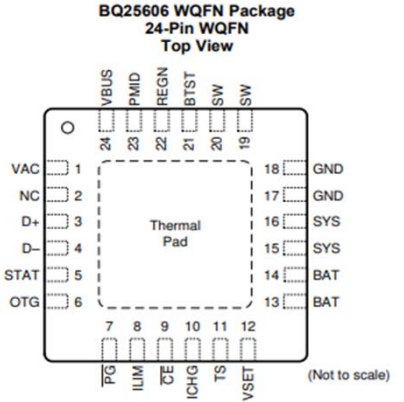 BQ25606 WQFN Package
24-Pin WQFN
Top View
VBUS PMID REGN BTST SW SW
24 23 22 21 20 19
VAC 1 18 GND
NC 2 17 GND
D+ 3 16 SYS
Thermal
Pad
D– 4 15 SYS
STAT 5 14 BAT
OTG 6 13 BAT
7 8 9 10 11 12
PG ILIM CE ICHG TS VSET
(Not to scale)